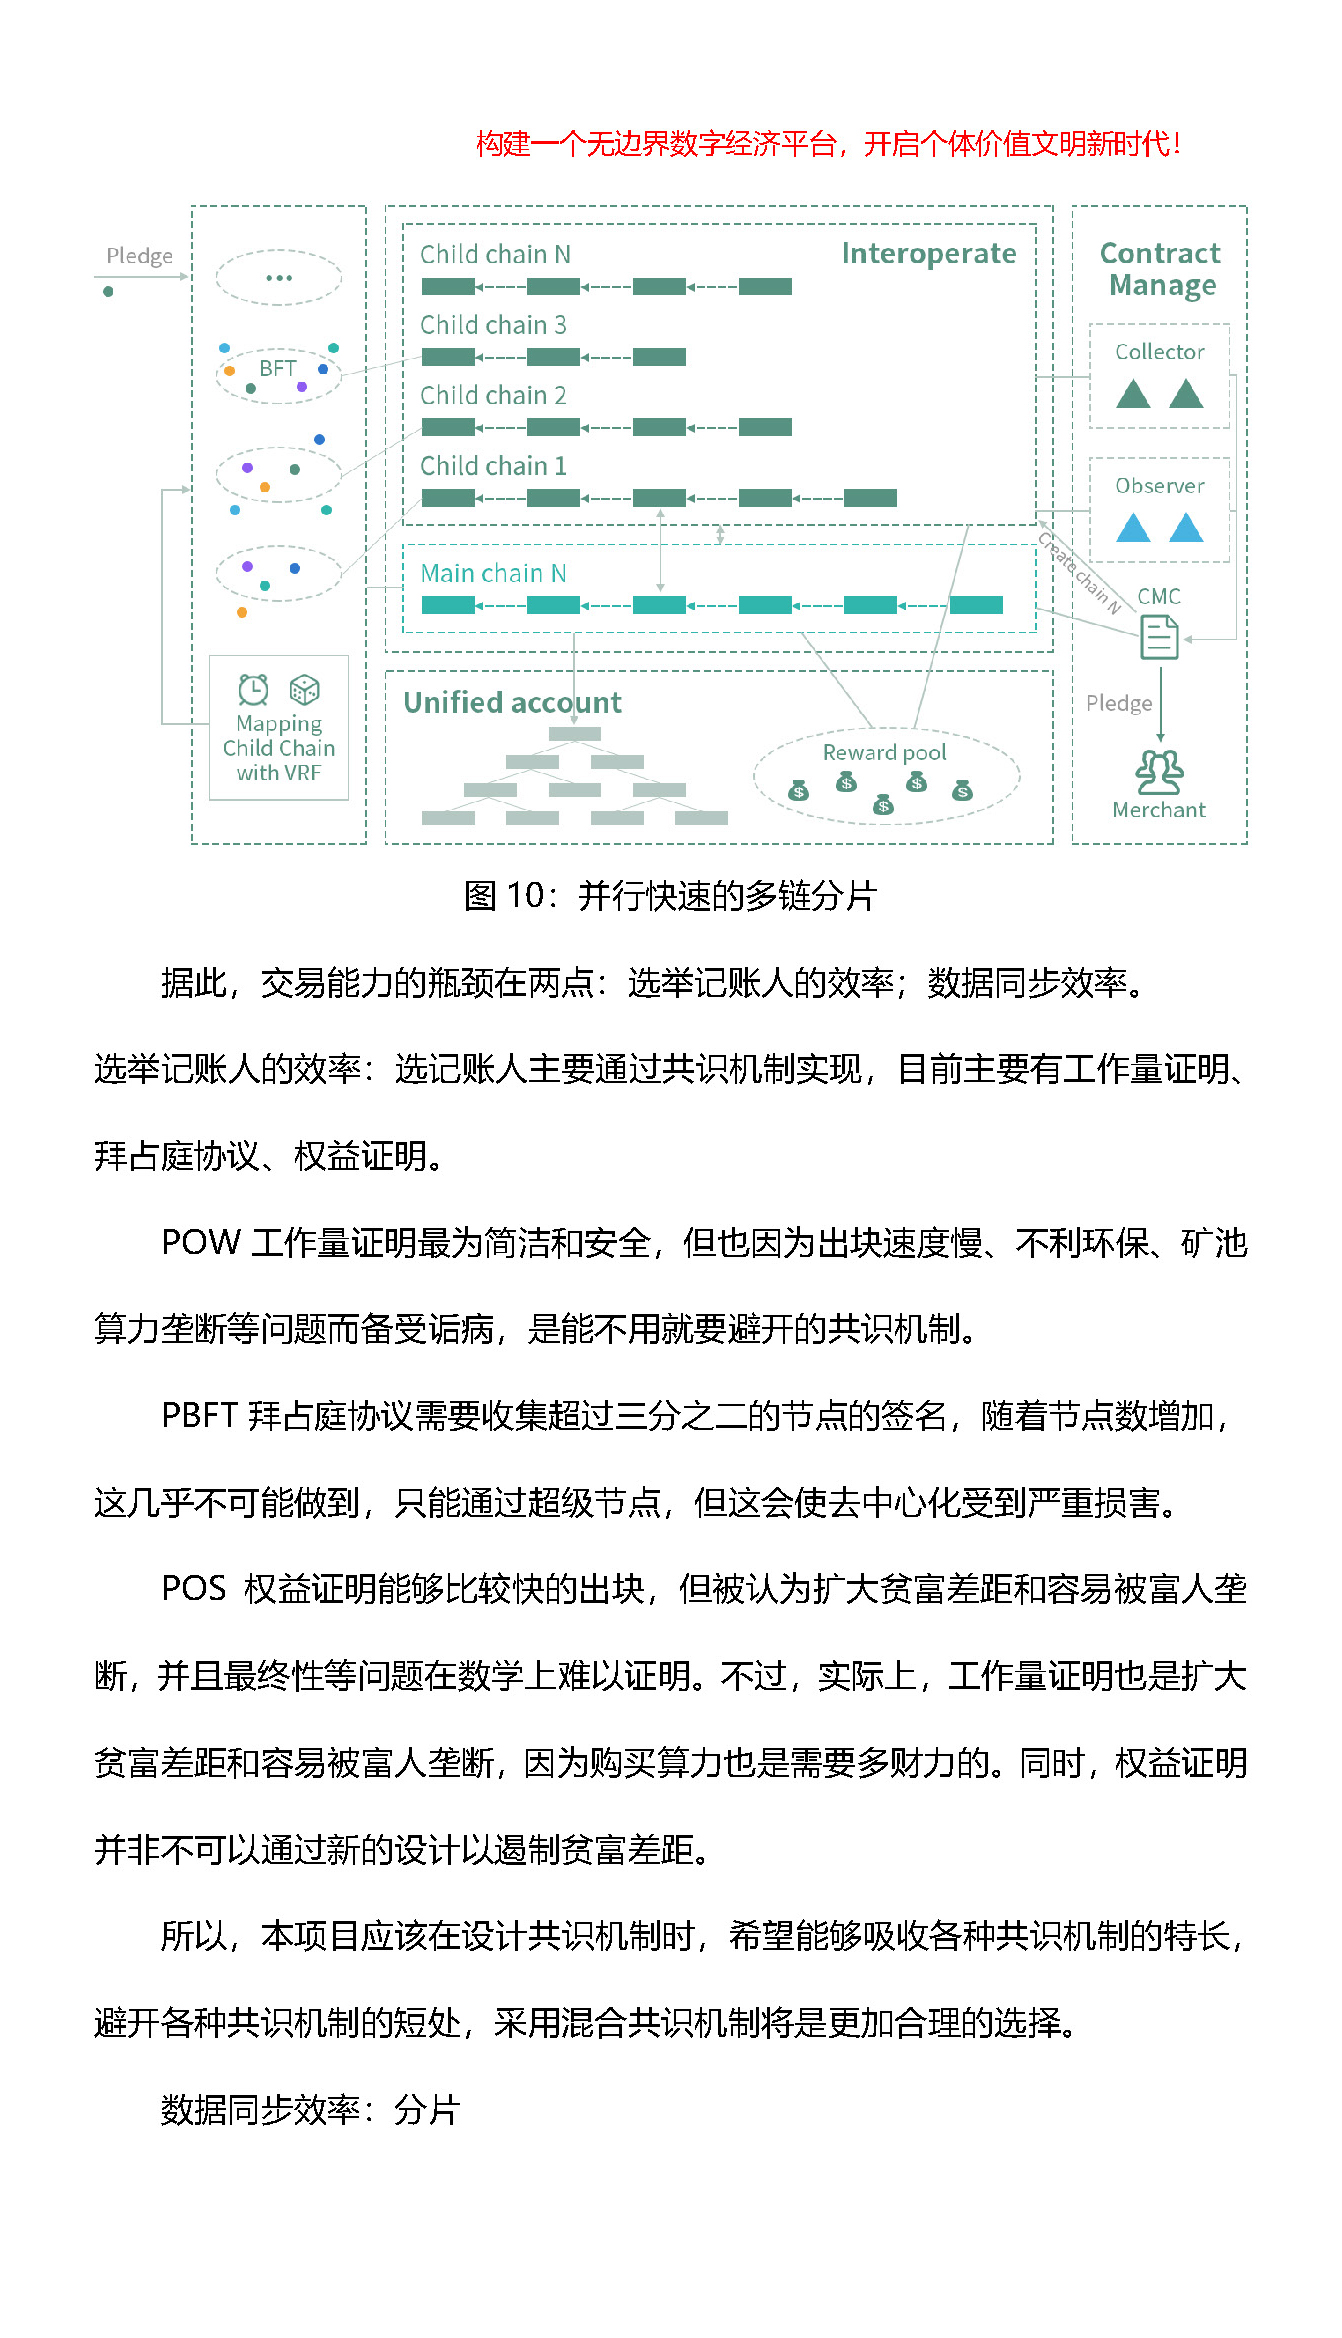 构建一个无边界数字经济平台，开启个体价值文明新时代！
Pledge
...
BFT
Mapping
Child Chain
with VRF
Interoperate
Child chain N
Child chain 3
Child chain 2
Child chain 1
Main chain N
Unified account
Reward pool
Contract
Manage
Collector
Observer
Create chain N
CMC
Pledge
Merchant
图 10：并行快速的多链分片
据此，交易能力的瓶颈在两点：选举记账人的效率；数据同步效率。
选举记账人的效率：选记账人主要通过共识机制实现，目前主要有工作量证明、
拜占庭协议、权益证明。
POW 工作量证明最为简洁和安全，但也因为出块速度慢、不利环保、矿池
算力垄断等问题而备受诟病，是能不用就要避开的共识机制。
PBFT 拜占庭协议需要收集超过三分之二的节点的签名，随着节点数增加，
这几乎不可能做到，只能通过超级节点，但这会使去中心化受到严重损害。
POS 权益证明能够比较快的出块，但被认为扩大贫富差距和容易被富人垄
断，并且最终性等问题在数学上难以证明。不过，实际上，工作量证明也是扩大
贫富差距和容易被富人垄断，因为购买算力也是需要多财力的。同时，权益证明
并非不可以通过新的设计以遏制贫富差距。
所以，本项目应该在设计共识机制时，希望能够吸收各种共识机制的特长，
避开各种共识机制的短处，采用混合共识机制将是更加合理的选择。
数据同步效率：分片